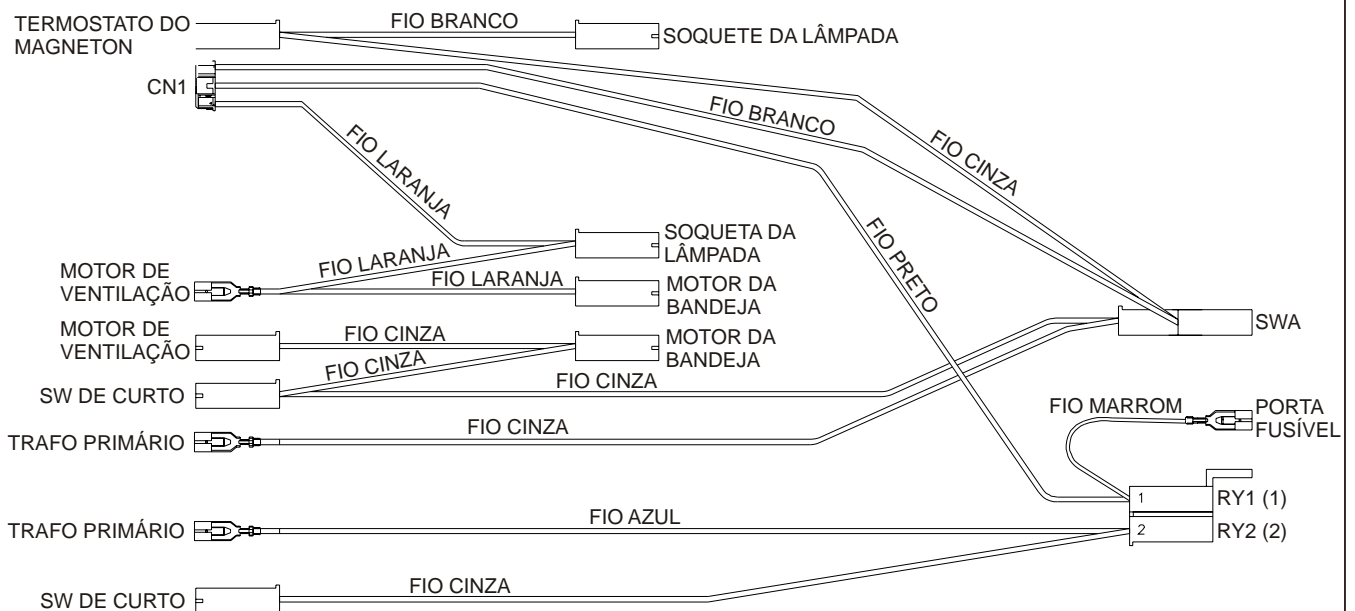 TERMOSTATO DO
MAGNETON
FIO BRANCO
SOQUETE DA LÂMPADA
CN1
FIO BRANCO
FIO CINZA
FIO LARANJA
FIO PRETO
SOQUETA DA
LÂMPADA
FIO LARANJA
MOTOR DE
VENTILAÇÃO
FIO LARANJA
MOTOR DA
BANDEJA
SWA
MOTOR DE
VENTILAÇÃO
FIO CINZA
MOTOR DA
BANDEJA
FIO CINZA
SW DE CURTO
FIO CINZA
FIO MARROM
PORTA
FUSÍVEL
TRAFO PRIMÁRIO
FIO CINZA
1
RY1 (1)
TRAFO PRIMÁRIO
FIO AZUL
2
RY2 (2)
SW DE CURTO
FIO CINZA